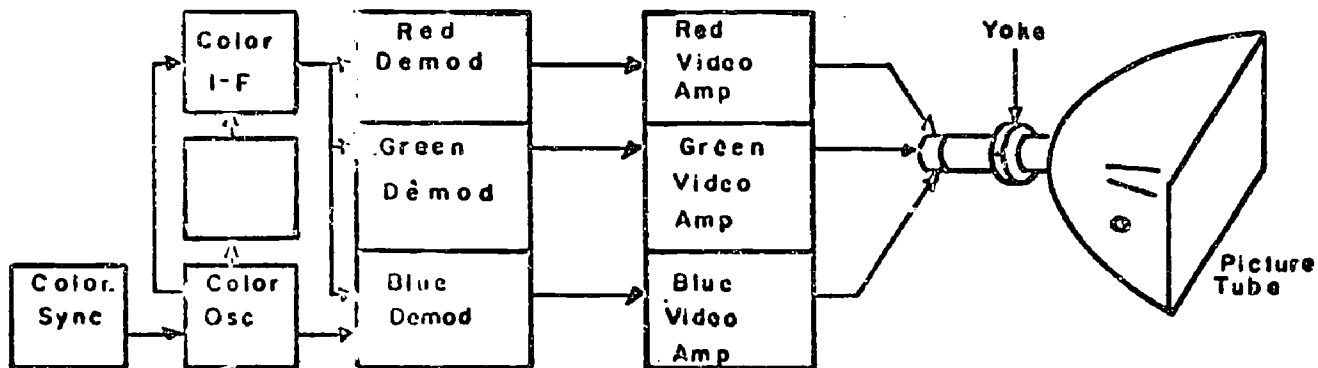 Color
I-F
Red
Demod
Red
Video
Amp
Yoke
Green
Dèmod
Green
Video
Amp
Color.
Sync
Color
Osc
Blue
Demod
Blue
Video
Amp
Picture
Tube